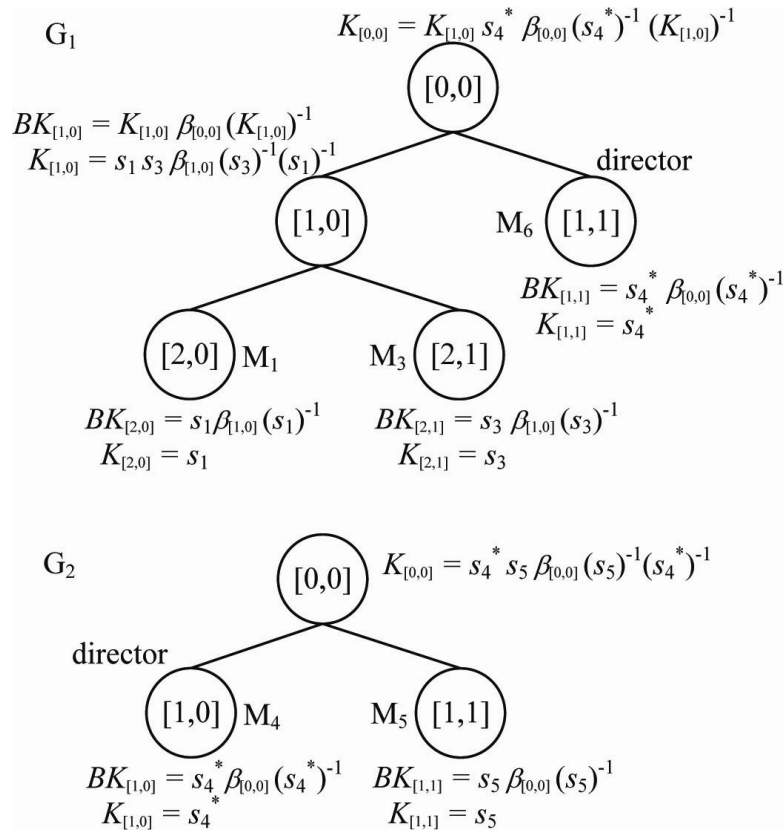 G₁
K[0,0] = K[1,0] s₄* β[0,0] (s₄*)⁻¹ (K[1,0])⁻¹
[0,0]
BK[1,0] = K[1,0] β[0,0] (K[1,0])⁻¹
K[1,0] = s₁ s₃ β[1,0] (s₃)⁻¹ (s₁)⁻¹
director
[1,0]
M₆ [1,1]
BK[1,1] = s₄* β[0,0] (s₄*)⁻¹
K[1,1] = s₄*
[2,0] M₁ M₃ [2,1]
BK[2,0] = s₁ β[1,0] (s₁)⁻¹ BK[2,1] = s₃ β[1,0] (s₃)⁻¹
K[2,0] = s₁ K[2,1] = s₃
G₂
[0,0] K[0,0] = s₄* s₅ β[0,0] (s₅)⁻¹ (s₄*)⁻¹
director
[1,0] M₄ M₅ [1,1]
BK[1,0] = s₄* β[0,0] (s₄*)⁻¹ BK[1,1] = s₅ β[0,0] (s₅)⁻¹
K[1,0] = s₄* K[1,1] = s₅